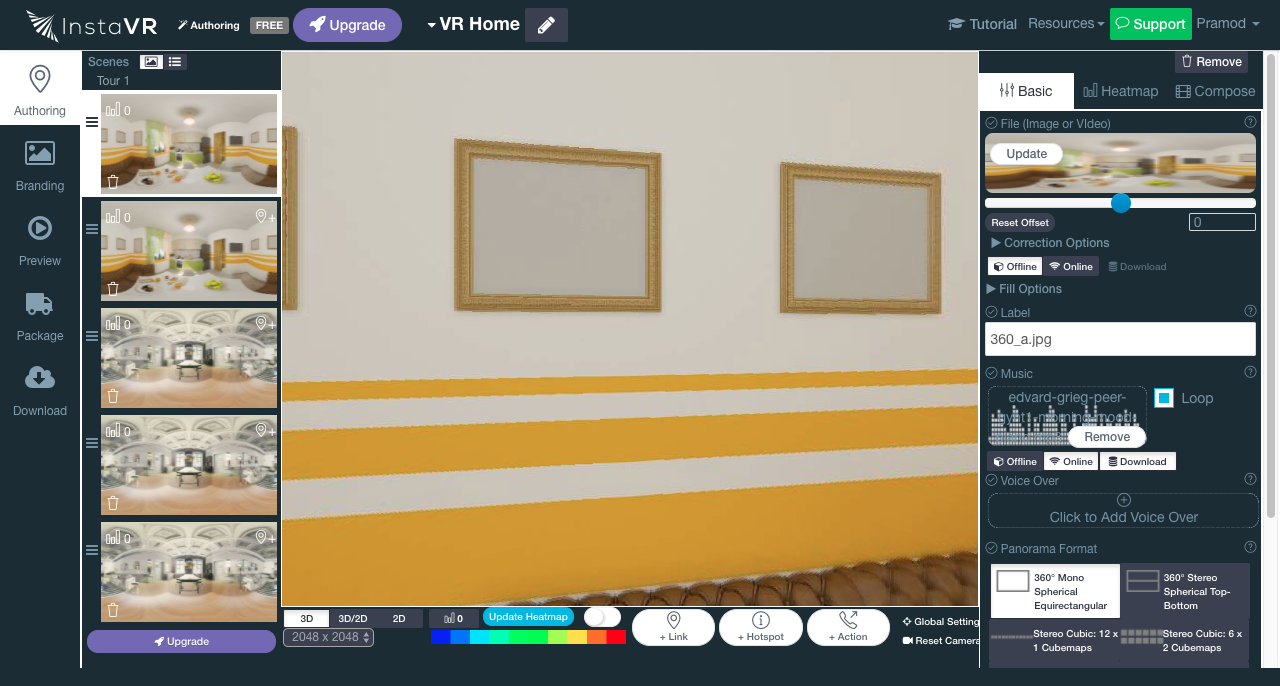 InstaVR
Authoring
FREE
Upgrade
VR Home
Tutorial
Resources
Support
Pramod
Authoring
Branding
Preview
Package
Download
Scenes
Tour 1
0
0
+
0
+
0
+
0
+
Upgrade
3D
3D/2D
2D
2048 x 2048
0
Update Heatmap
+ Link
+ Hotspot
+ Action
Global Setting
Reset Camera
Remove
Basic
Heatmap
Compose
File (Image or VIdeo)
Update
Reset Offset
0
Correction Options
Offline
Online
Download
Fill Options
Label
360_a.jpg
Music
edvard-grieg-peer-
Loop
Remove
Offline
Online
Download
Voice Over
Click to Add Voice Over
Panorama Format
360° Mono
Spherical
Equirectangular
360° Stereo
Spherical Top-
Bottom
Stereo Cubic: 12 x
1 Cubemaps
Stereo Cubic: 6 x
2 Cubemaps